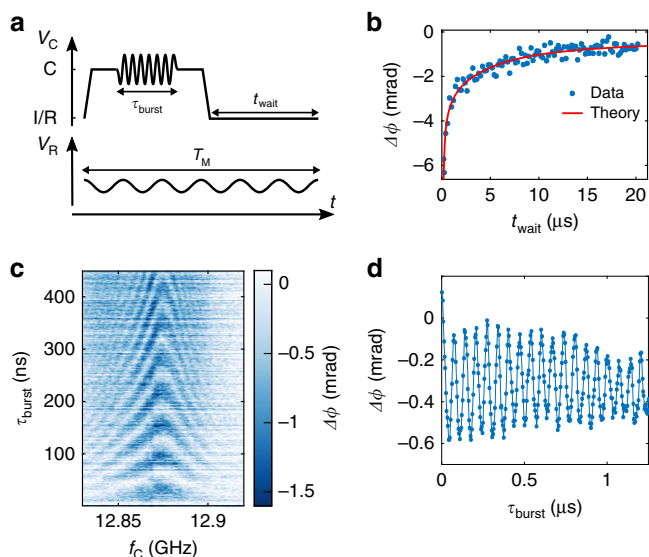 a
V_C
C
I/R
τ_burst
t_wait
V_R
T_M
t
b
0
−2
−4
−6
Δϕ (mrad)
Data
Theory
0 5 10 15 20
t_wait (μs)
c
400
300
200
100
τ_burst (ns)
12.85 12.9
f_C (GHz)
0
−0.5
−1
−1.5
Δϕ (mrad)
d
0
−0.2
−0.4
−0.6
Δϕ (mrad)
0 0.5 1
τ_burst (μs)